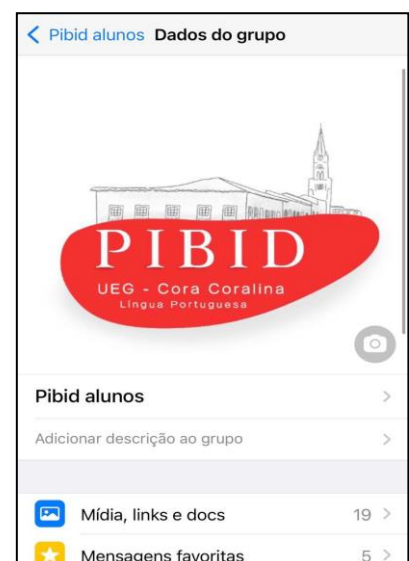 Pibid alunos Dados do grupo
PIBID
UEG - Cora Coralina
Língua Portuguesa
Pibid alunos
Adicionar descrição ao grupo
Mídia, links e docs 19
Mensagens favoritas 5